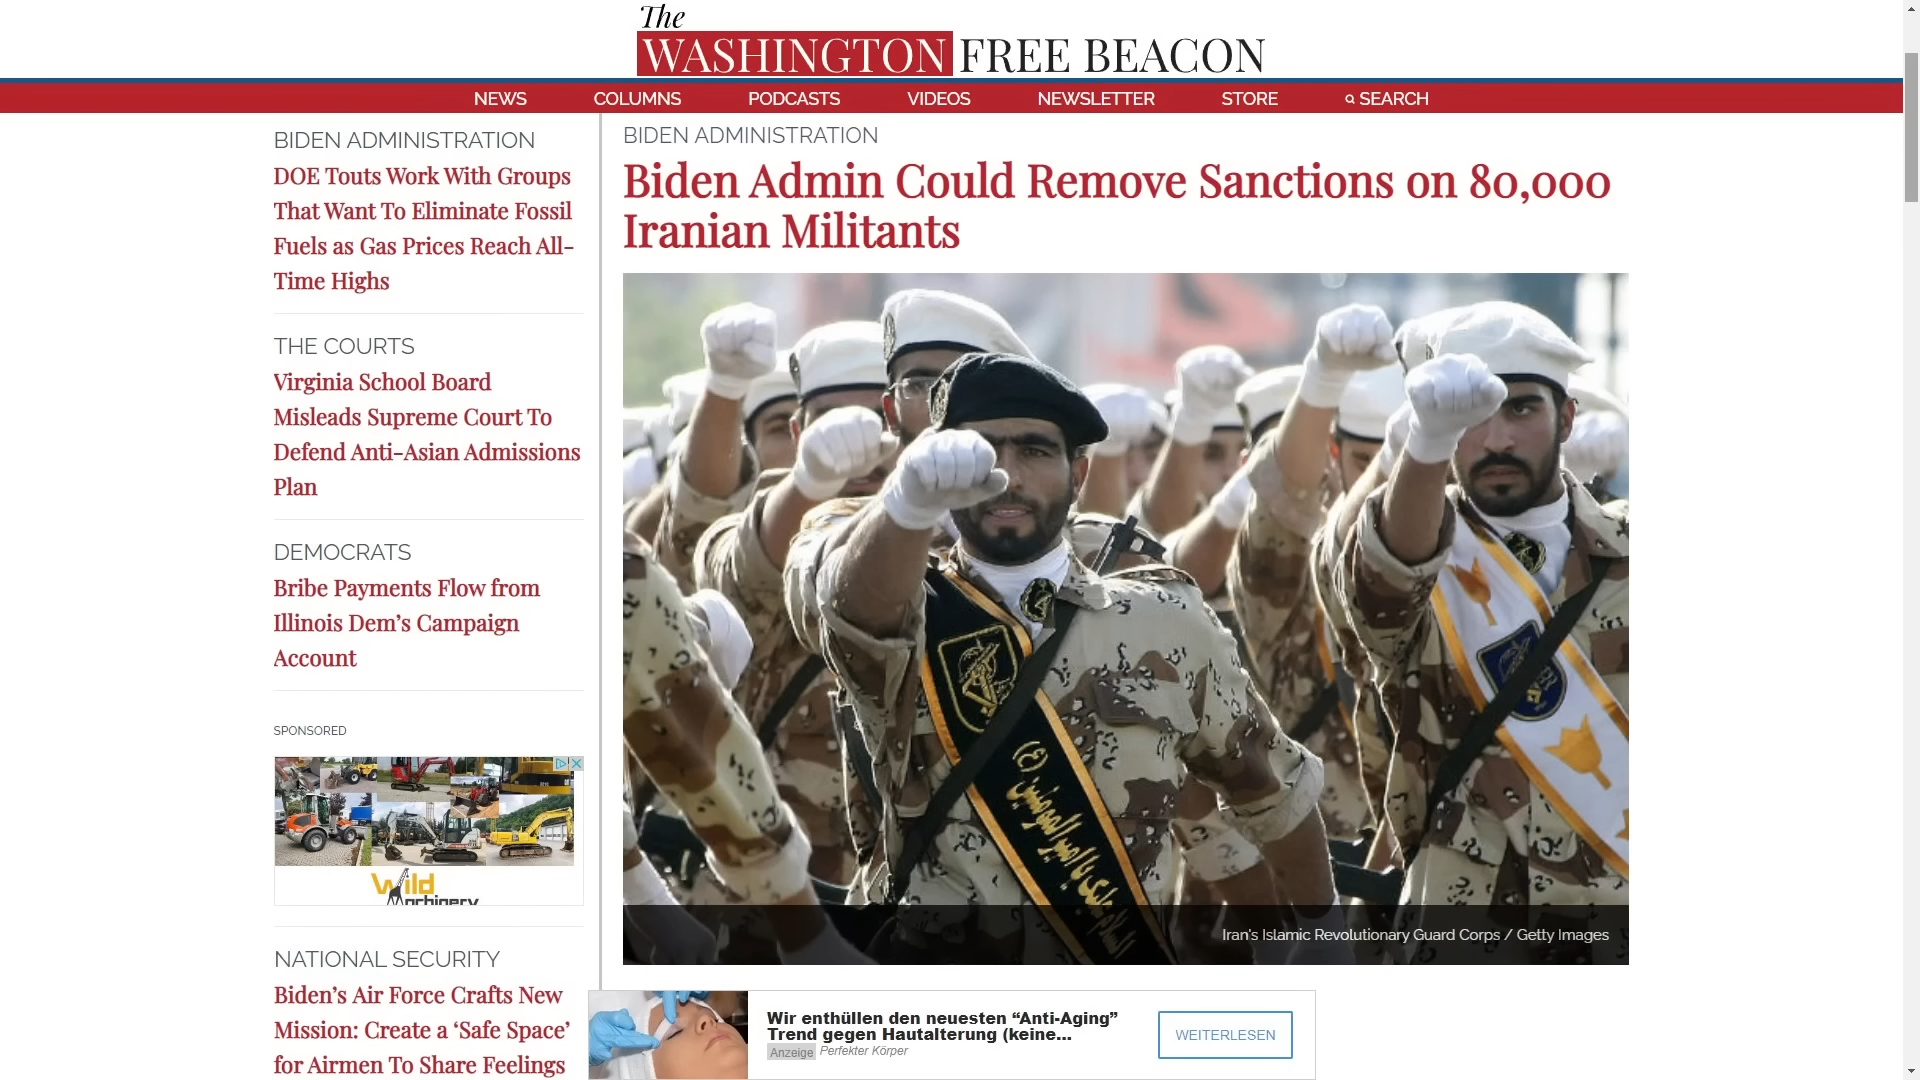 The
WASHINGTON FREE BEACON
NEWS COLUMNS PODCASTS VIDEOS NEWSLETTER STORE SEARCH
BIDEN ADMINISTRATION
DOE Touts Work With Groups
That Want To Eliminate Fossil
Fuels as Gas Prices Reach All-
Time Highs
THE COURTS
Virginia School Board
Misleads Supreme Court To
Defend Anti-Asian Admissions
Plan
DEMOCRATS
Bribe Payments Flow from
Illinois Dem’s Campaign
Account
SPONSORED
Wild
Machinery
NATIONAL SECURITY
Biden’s Air Force Crafts New
Mission: Create a ‘Safe Space’
for Airmen To Share Feelings
BIDEN ADMINISTRATION
Biden Admin Could Remove Sanctions on 80,000
Iranian Militants
Iran's Islamic Revolutionary Guard Corps / Getty Images
Wir enthüllen den neuesten “Anti-Aging”
Trend gegen Hautalterung (keine...
Anzeige Perfekter Körper
WEITERLESEN